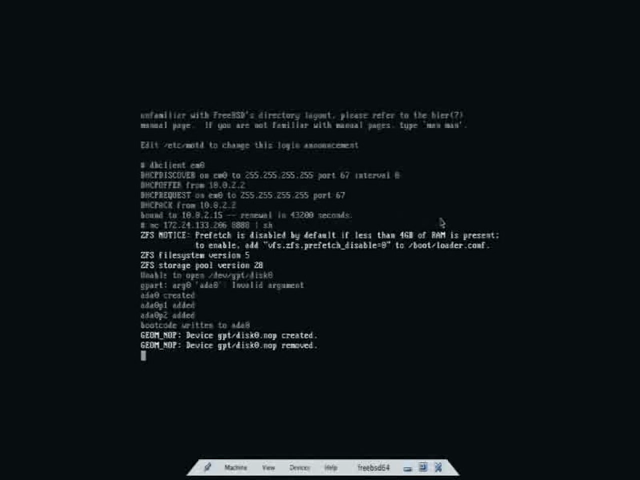 unfamiliar with FreeBSD's directory layout, please refer to the hier(7)
manual page.  If you are not familiar with manual pages, type `man man'.
Edit /etc/motd to change this login announcement
# dhclient em0
DHCPDISCOVER on em0 to 255.255.255.255 port 67 interval 8
DHCPOFFER from 10.0.2.2
DHCPREQUEST on em0 to 255.255.255.255 port 67
DHCPACK from 10.0.2.2
bound to 10.0.2.15 -- renewal in 43200 seconds.
# nc 172.24.133.206 8888 | sh
ZFS NOTICE: Prefetch is disabled by default if less than 4GB of RAM is present;
to enable, add "vfs.zfs.prefetch_disable=0" to /boot/loader.conf.
ZFS filesystem version 5
ZFS storage pool version 28
Unable to open /dev/gpt/disk0
gpart: arg0 'ada0': Invalid argument
ada0 created
ada0p1 added
ada0p2 added
bootcode written to ada0
GEOM_NOP: Device gpt/disk0.nop created.
GEOM_NOP: Device gpt/disk0.nop removed.
Machine View Devices Help freebsd64